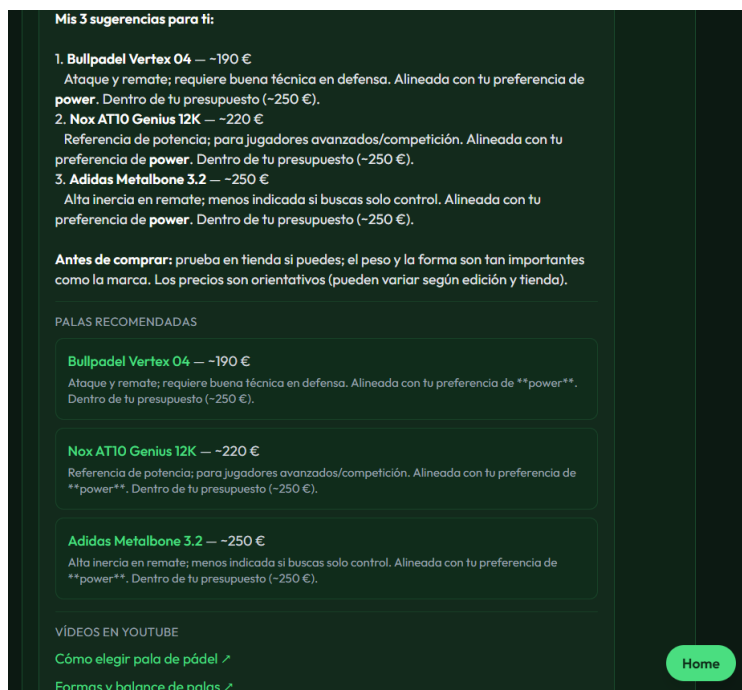 Mis 3 sugerencias para ti:
1. Bullpadel Vertex 04 — ~190 €
Ataque y remate; requiere buena técnica en defensa. Alineada con tu preferencia de
power. Dentro de tu presupuesto (~250 €).
2. Nox AT10 Genius 12K — ~220 €
Referencia de potencia; para jugadores avanzados/competición. Alineada con tu
preferencia de power. Dentro de tu presupuesto (~250 €).
3. Adidas Metalbone 3.2 — ~250 €
Alta inercia en remate; menos indicada si buscas solo control. Alineada con tu
preferencia de power. Dentro de tu presupuesto (~250 €).
Antes de comprar: prueba en tienda si puedes; el peso y la forma son tan importantes
como la marca. Los precios son orientativos (pueden variar según edición y tienda).
PALAS RECOMENDADAS
Bullpadel Vertex 04 — ~190 €
Ataque y remate; requiere buena técnica en defensa. Alineada con tu preferencia de **power**.
Dentro de tu presupuesto (~250 €).
Nox AT10 Genius 12K — ~220 €
Referencia de potencia; para jugadores avanzados/competición. Alineada con tu preferencia de
**power**. Dentro de tu presupuesto (~250 €).
Adidas Metalbone 3.2 — ~250 €
Alta inercia en remate; menos indicada si buscas solo control. Alineada con tu preferencia de
**power**. Dentro de tu presupuesto (~250 €).
VÍDEOS EN YOUTUBE
Cómo elegir pala de pádel ↗
Home
Formas y balance de palas ↗